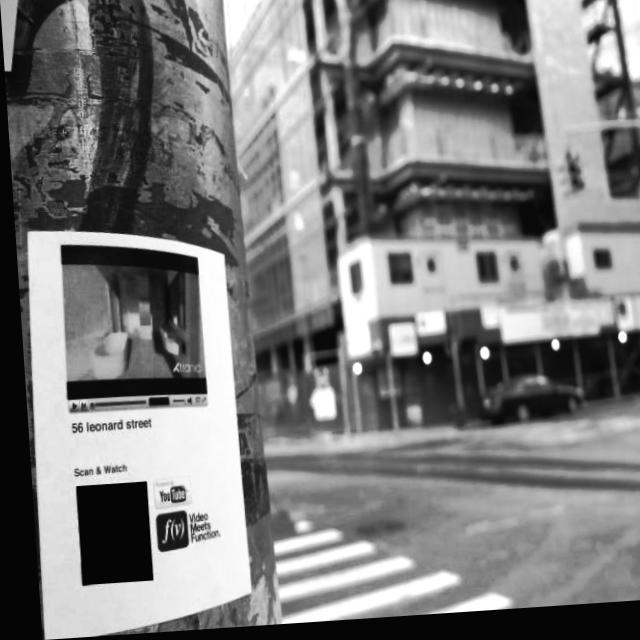 56 leonard street
Scan & Watch
YouTube
f(v)
Video
Meets
Function.